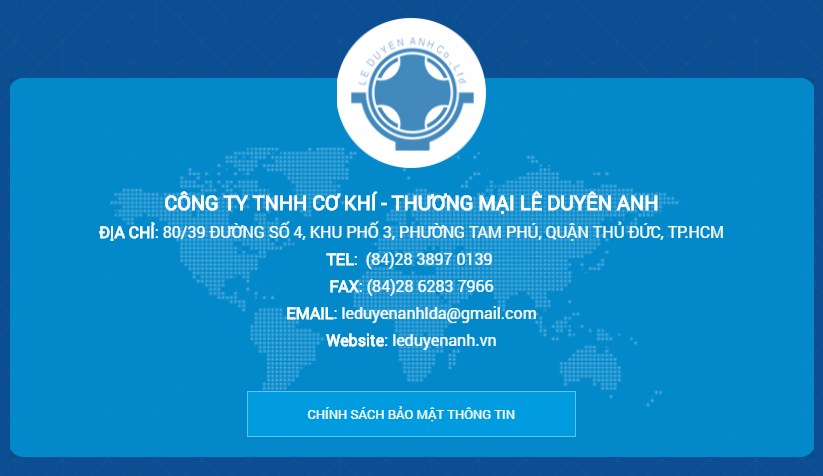 LE DUYEN ANH Co.,Ltd
CÔNG TY TNHH CƠ KHÍ - THƯƠNG MẠI LÊ DUYÊN ANH
ĐỊA CHỈ: 80/39 ĐƯỜNG SỐ 4, KHU PHỐ 3, PHƯỜNG TAM PHÚ, QUẬN THỦ ĐỨC, TP.HCM
TEL: (84)28 3897 0139
FAX: (84)28 6283 7966
EMAIL: leduyenanhlda@gmail.com
Website: leduyenanh.vn
CHÍNH SÁCH BẢO MẬT THÔNG TIN